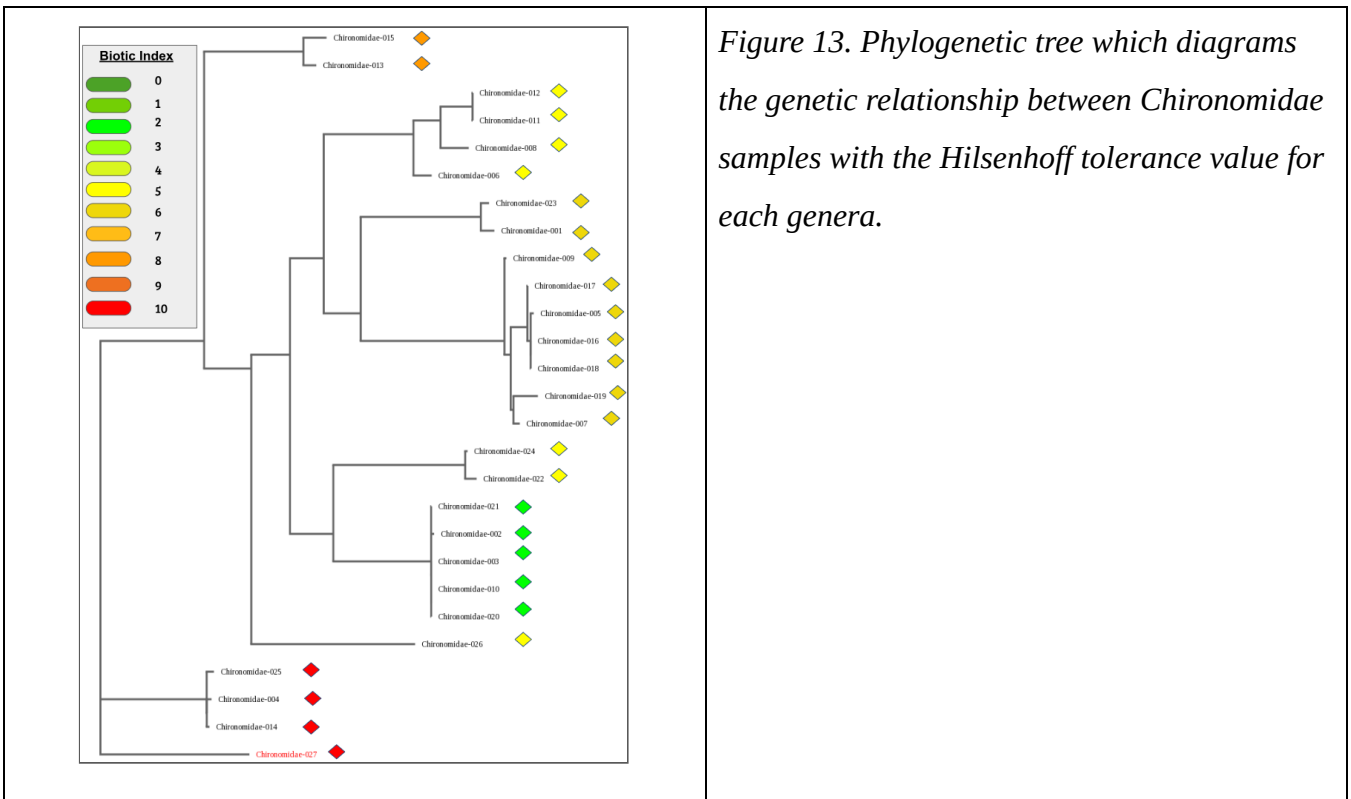 Biotic Index
0
1
2
3
4
5
6
7
8
9
10
Chironomidae-015
Chironomidae-013
Chironomidae-012
Chironomidae-011
Chironomidae-008
Chironomidae-006
Chironomidae-023
Chironomidae-001
Chironomidae-009
Chironomidae-017
Chironomidae-005
Chironomidae-016
Chironomidae-018
Chironomidae-019
Chironomidae-007
Chironomidae-024
Chironomidae-022
Chironomidae-021
Chironomidae-002
Chironomidae-003
Chironomidae-010
Chironomidae-020
Chironomidae-026
Chironomidae-025
Chironomidae-004
Chironomidae-014
Chironomidae-027
Figure 13. Phylogenetic tree which diagrams
the genetic relationship between Chironomidae
samples with the Hilsenhoff tolerance value for
each genera.